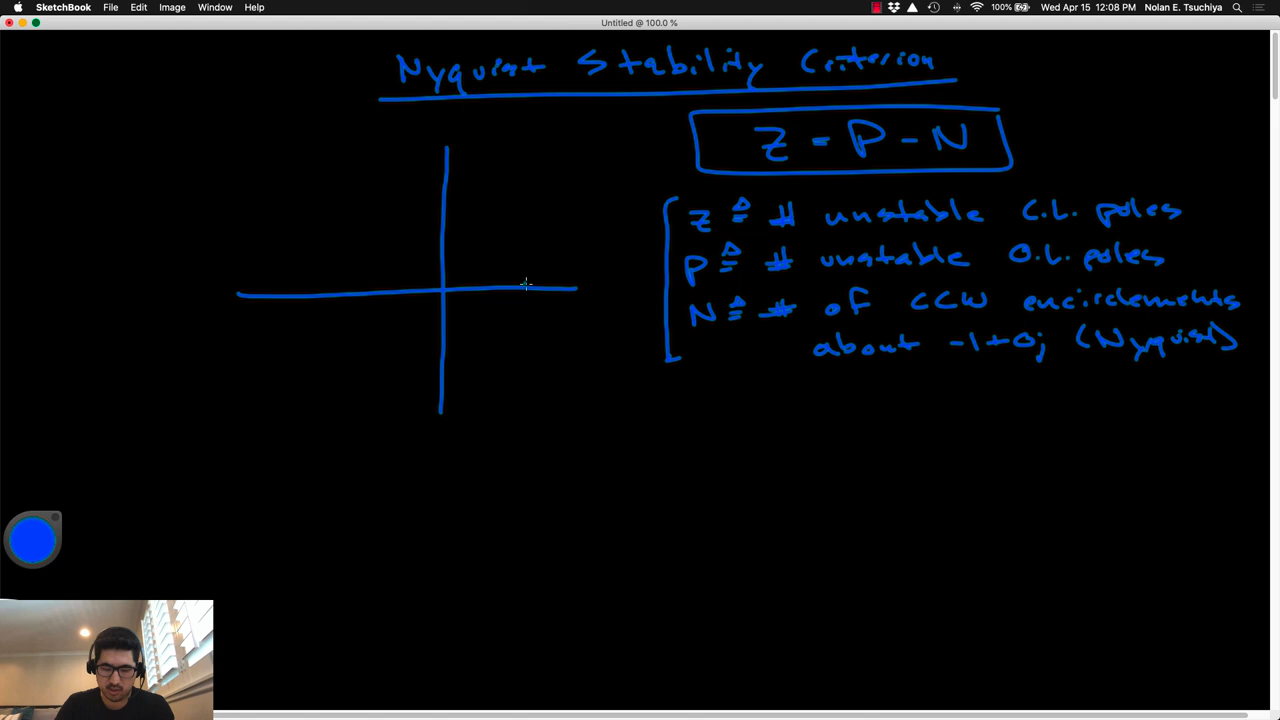 SketchBook File Edit Image Window Help 100% Wed Apr 15 12:08 PM Nolan E. Tsuchiya
Untitled @ 100.0 %
Nyquist Stability Criterion
Z = P - N
Z ≜ # unstable C.L. poles
P ≜ # unstable O.L. poles
N ≜ # of CCW encirclements
about -1+0j (Nyquist)